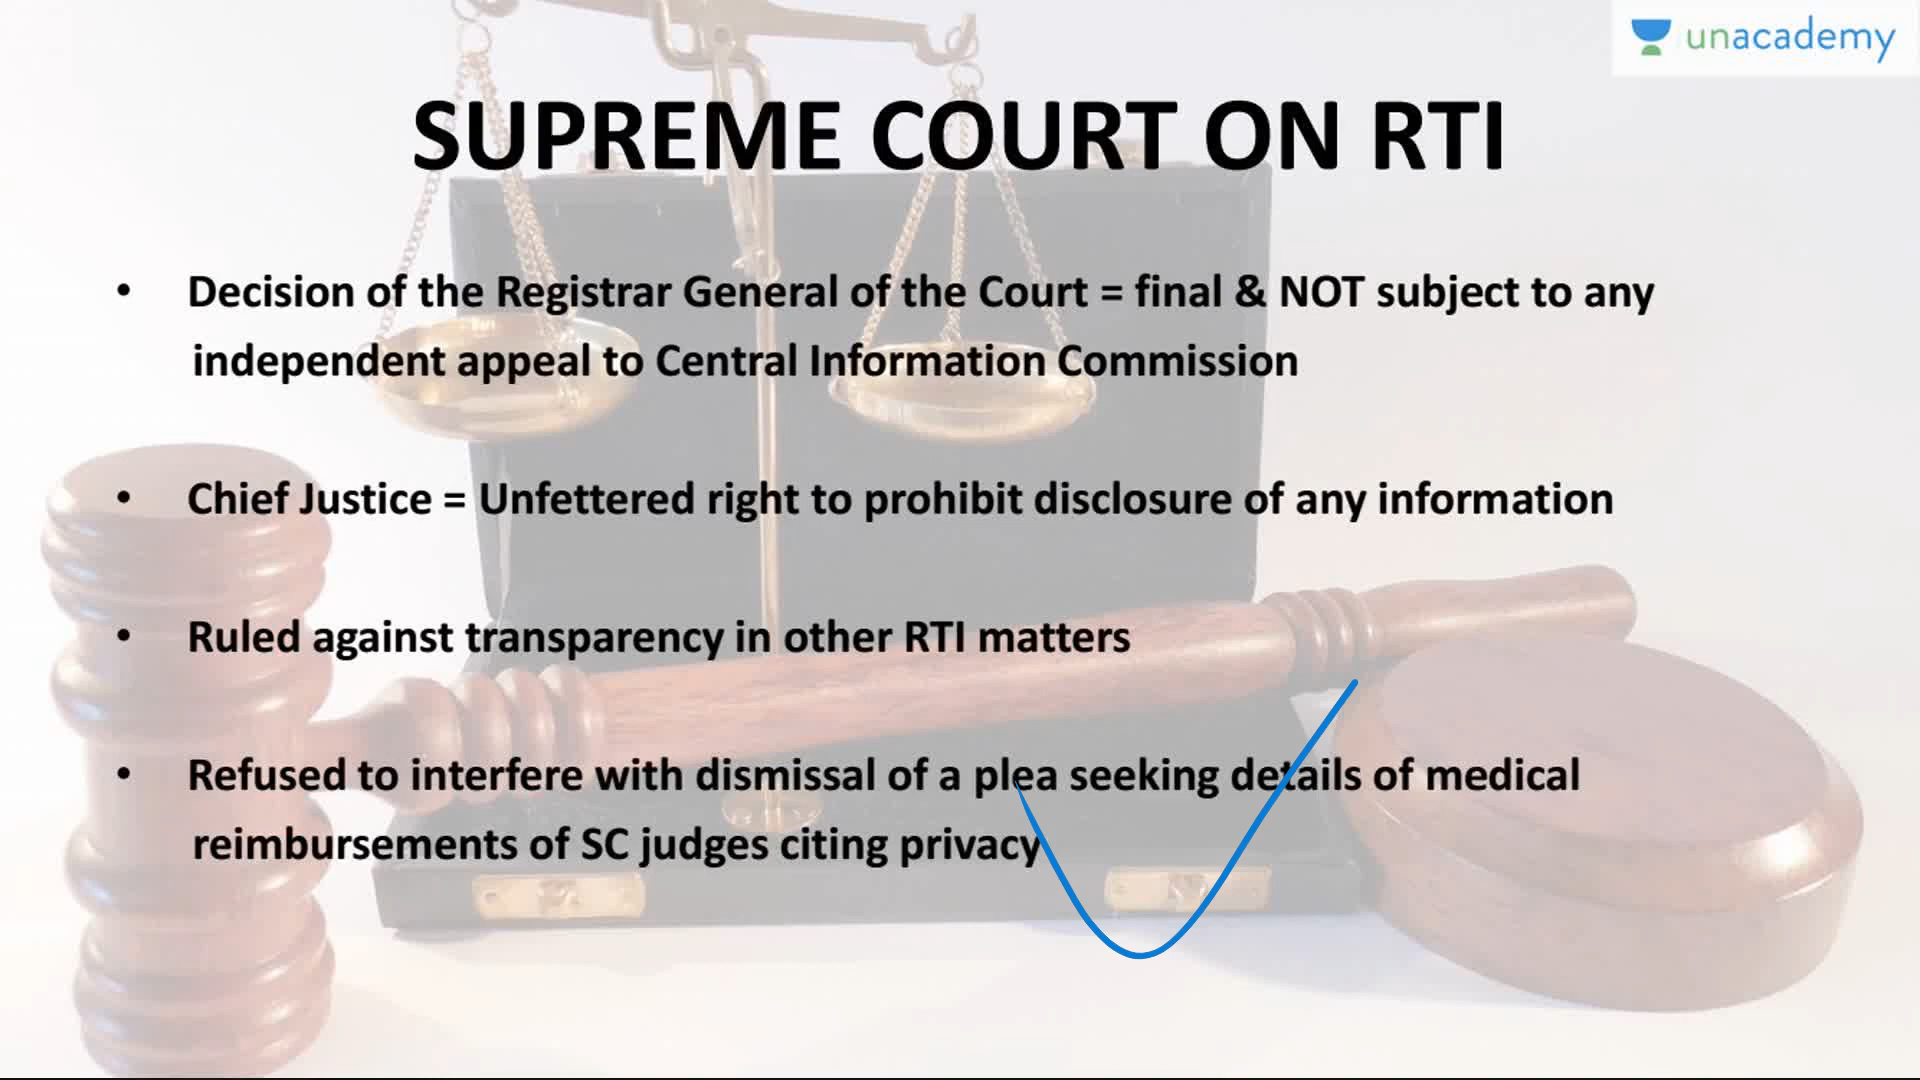 unacademy
SUPREME COURT ON RTI
• Decision of the Registrar General of the Court = final & NOT subject to any
independent appeal to Central Information Commission
• Chief Justice = Unfettered right to prohibit disclosure of any information
• Ruled against transparency in other RTI matters
• Refused to interfere with dismissal of a plea seeking details of medical
reimbursements of SC judges citing privacy